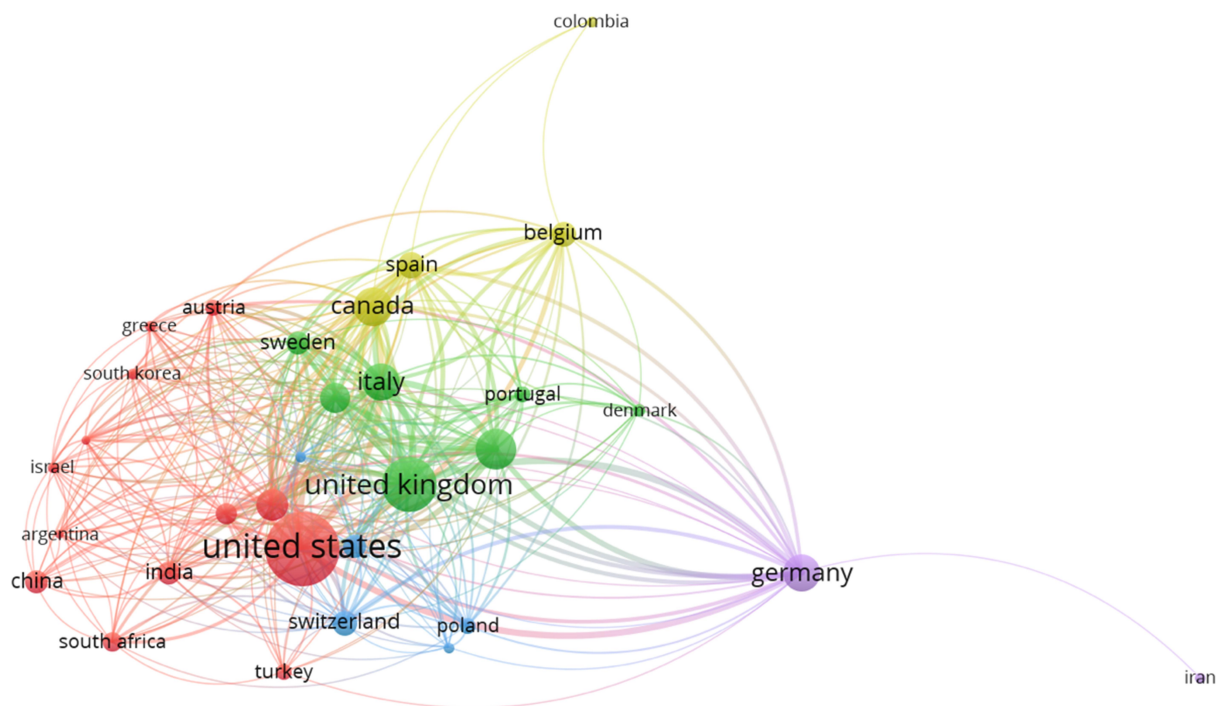 colombia
belgium
spain
canada
austria
greece
sweden
south korea
italy
portugal
denmark
israel
united kingdom
argentina
united states
india
china
germany
switzerland
poland
south africa
turkey
iran